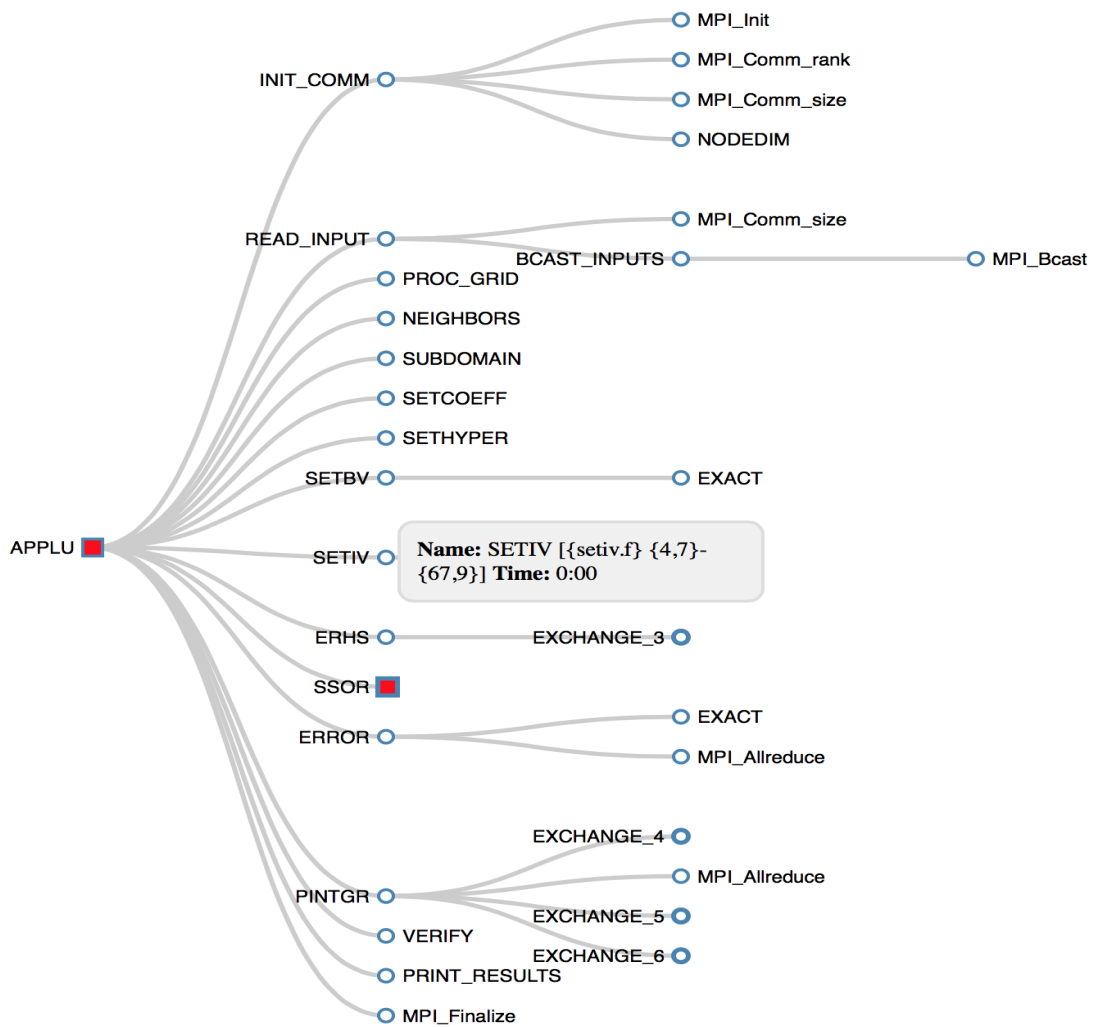 MPI_Init
MPI_Comm_rank
INIT_COMM
MPI_Comm_size
NODEDIM
MPI_Comm_size
READ_INPUT
BCAST_INPUTS
MPI_Bcast
PROC_GRID
NEIGHBORS
SUBDOMAIN
SETCOEFF
SETHYPER
SETBV
EXACT
APPLU
SETIV
Name: SETIV [{setiv.f} {4,7}-
{67,9}] Time: 0:00
ERHS
EXCHANGE_3
SSOR
EXACT
ERROR
MPI_Allreduce
EXCHANGE_4
MPI_Allreduce
PINTGR
EXCHANGE_5
VERIFY
EXCHANGE_6
PRINT_RESULTS
MPI_Finalize